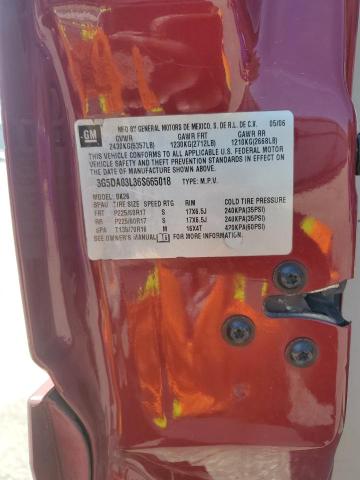 GM
MFD BY GENERAL MOTORS DE MEXICO, S. DE R.L. DE C.V. 05/06
GVWR GAWR FRT GAWR RR
2430KG(5357LB) 1230KG(2712LB) 1210KG(2668LB)
THIS VEHICLE CONFORMS TO ALL APPLICABLE U.S. FEDERAL MOTOR
VEHICLE SAFETY, BUMPER, AND THEFT PREVENTION STANDARDS
IN EFFECT ON THE DATE OF MANUFACTURE SHOWN ABOVE.
3G5DA03L36S665018 TYPE: M.P.V.
MODEL:
TIRE SIZE SPEED RTG RIM COLD TIRE PRESSURE
FRT P225/60R17 S 17X6.5J 240KPA(35PSI)
RR P225/60R17 S 17X6.5J 240KPA(35PSI)
SPA T135/70R16 M 16X4T 420KPA(60PSI)
SEE OWNER'S MANUAL FOR MORE INFORMATION.